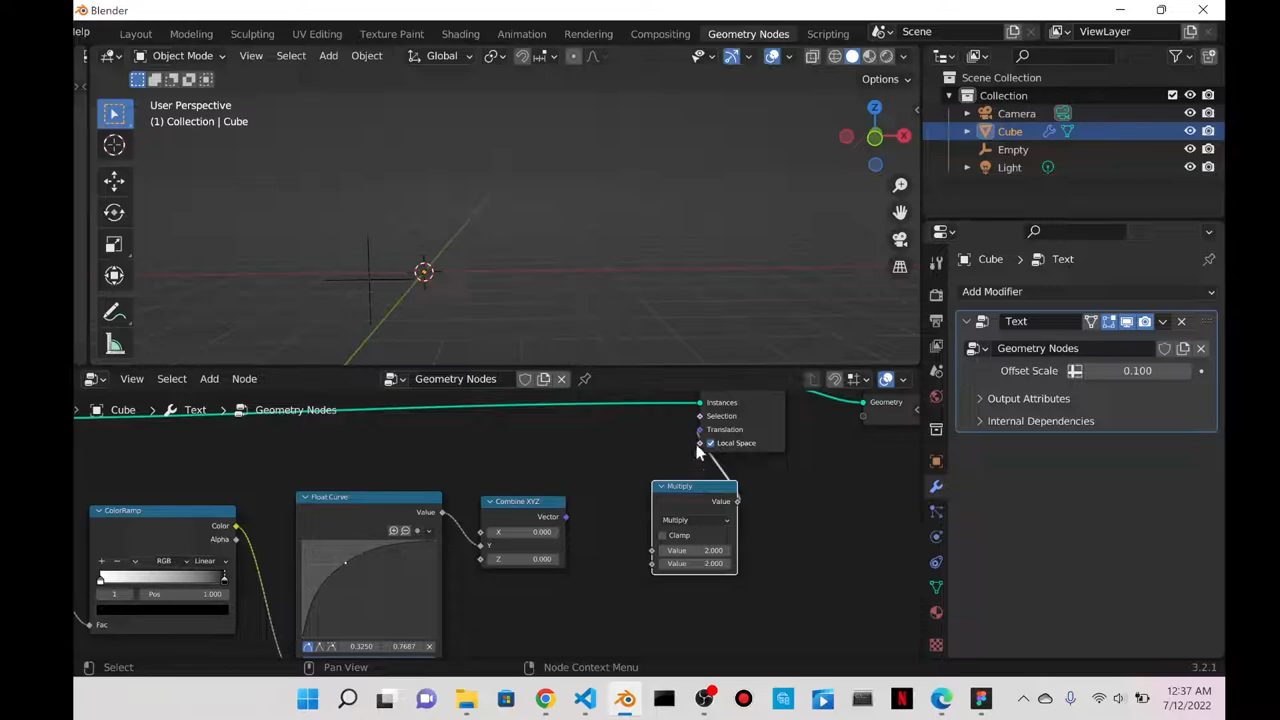 Blender
lp
Layout
Modeling
Sculpting
UV Editing
Texture Paint
Shading
Animation
Rendering
Compositing
Geometry Nodes
Scripting
Scene
ViewLayer
Object Mode
View
Select
Add
Object
Global
Options
User Perspective
(1) Collection | Cube
Z
X
Scene Collection
Collection
Camera
Cube
Empty
Light
Cube
Text
Add Modifier
Text
Geometry Nodes
Offset Scale
0.100
Output Attributes
Internal Dependencies
View
Select
Add
Node
Geometry Nodes
Cube
Text
Geometry Nodes
Instances
Selection
Translation
Local Space
Geometry
ColorRamp
Color
Alpha
RGB
Linear
1
Pos
1.000
Fac
Float Curve
Value
0.3250
0.7687
Combine XYZ
Vector
X
0.000
Y
Z
0.000
Multiply
Value
Multiply
Clamp
Value
2.000
Value
2.000
Select
Pan View
Node Context Menu
3.2.1
12:37 AM
7/12/2022